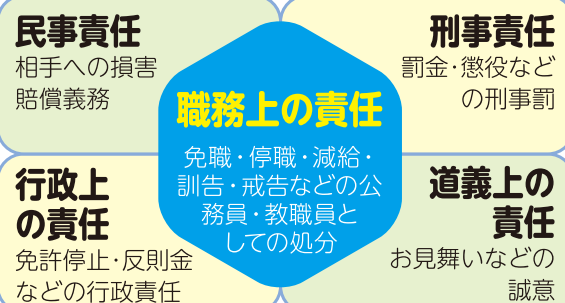 民事責任
相手への損害
賠償義務
刑事責任
罰金・懲役など
の刑事罰
職務上の責任
免職・停職・減給・
訓告・戒告などの公
務員・教職員と
しての処分
行政上
の責任
免許停止・反則金
などの行政責任
道義上の
責任
お見舞いなどの
誠意